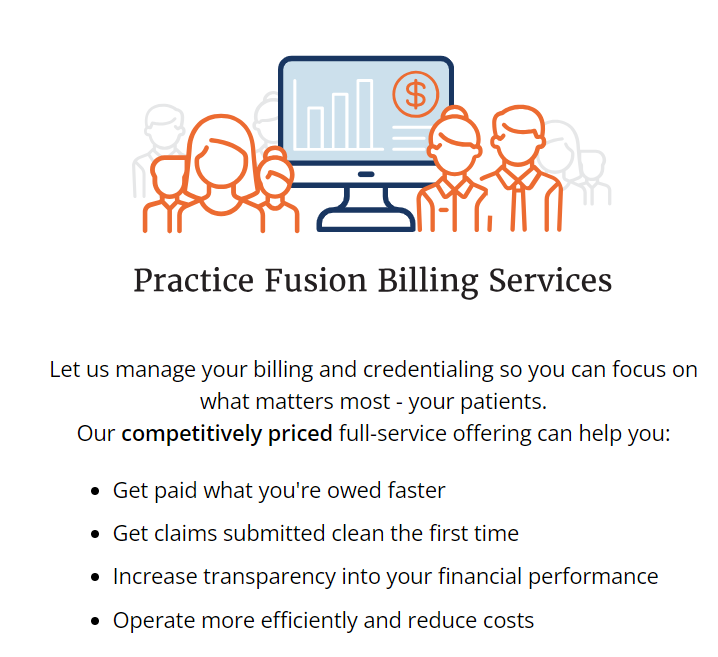 $
Practice Fusion Billing Services
Let us manage your billing and credentialing so you can focus on
what matters most - your patients.
Our competitively priced full-service offering can help you:
• Get paid what you're owed faster
• Get claims submitted clean the first time
• Increase transparency into your financial performance
• Operate more efficiently and reduce costs